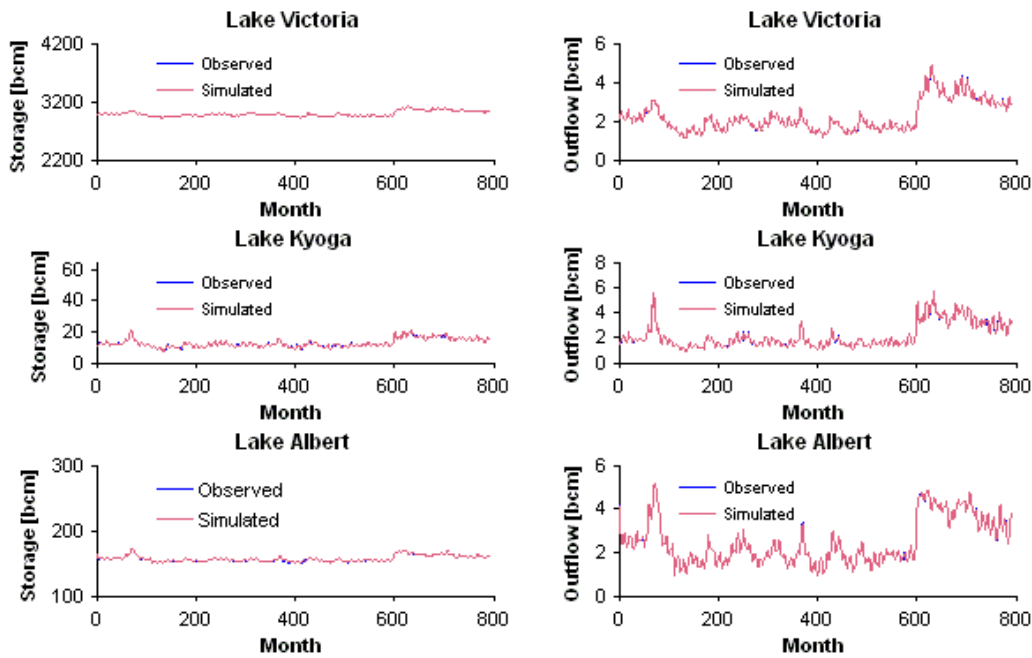 Lake Victoria
Storage [bcm]
4200
3200
2200
Observed
Simulated
0 200 400 600 800
Month
Lake Victoria
Outflow [bcm]
6
4
2
0
Observed
Simulated
0 200 400 600 800
Month
Lake Kyoga
Storage [bcm]
60
40
20
0
Observed
Simulated
0 200 400 600 800
Month
Lake Kyoga
Outflow [bcm]
8
6
4
2
0
Observed
Simulated
0 200 400 600 800
Month
Lake Albert
Storage [bcm]
300
200
100
Observed
Simulated
0 200 400 600 800
Month
Lake Albert
Outflow [bcm]
6
4
2
0
Observed
Simulated
0 200 400 600 800
Month